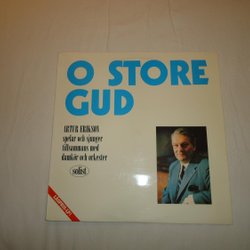 O STORE
GUD
ARTUR ERIKSON
spelar och sjunger
tillsammans med
damkör och orkester
solist